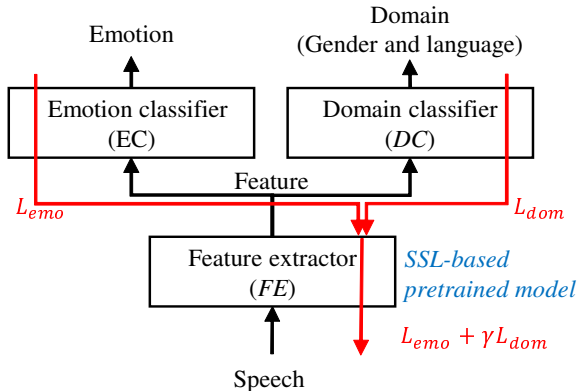 Emotion
Domain
(Gender and language)
Emotion classifier
(EC)
Domain classifier
(DC)
Feature
L_emo
L_dom
Feature extractor
(FE)
SSL-based
pretrained model
L_emo + γL_dom
Speech